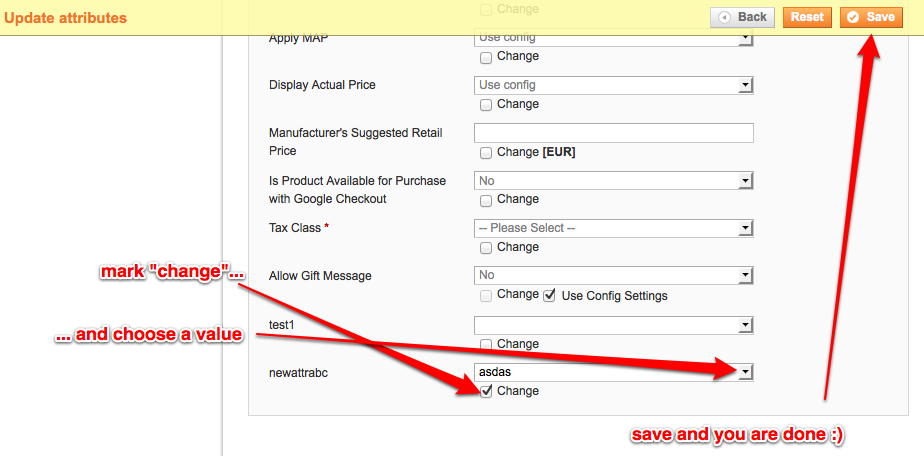 Update attributes
Back
Reset
Save
Change
Apply MAP
Use config
Change
Display Actual Price
Use config
Change
Manufacturer's Suggested Retail
Price
Change [EUR]
Is Product Available for Purchase
with Google Checkout
No
Change
Tax Class *
-- Please Select --
Change
mark "change"...
Allow Gift Message
No
Change
Use Config Settings
... and choose a value
test1
Change
newattrabc
asdas
Change
save and you are done :)